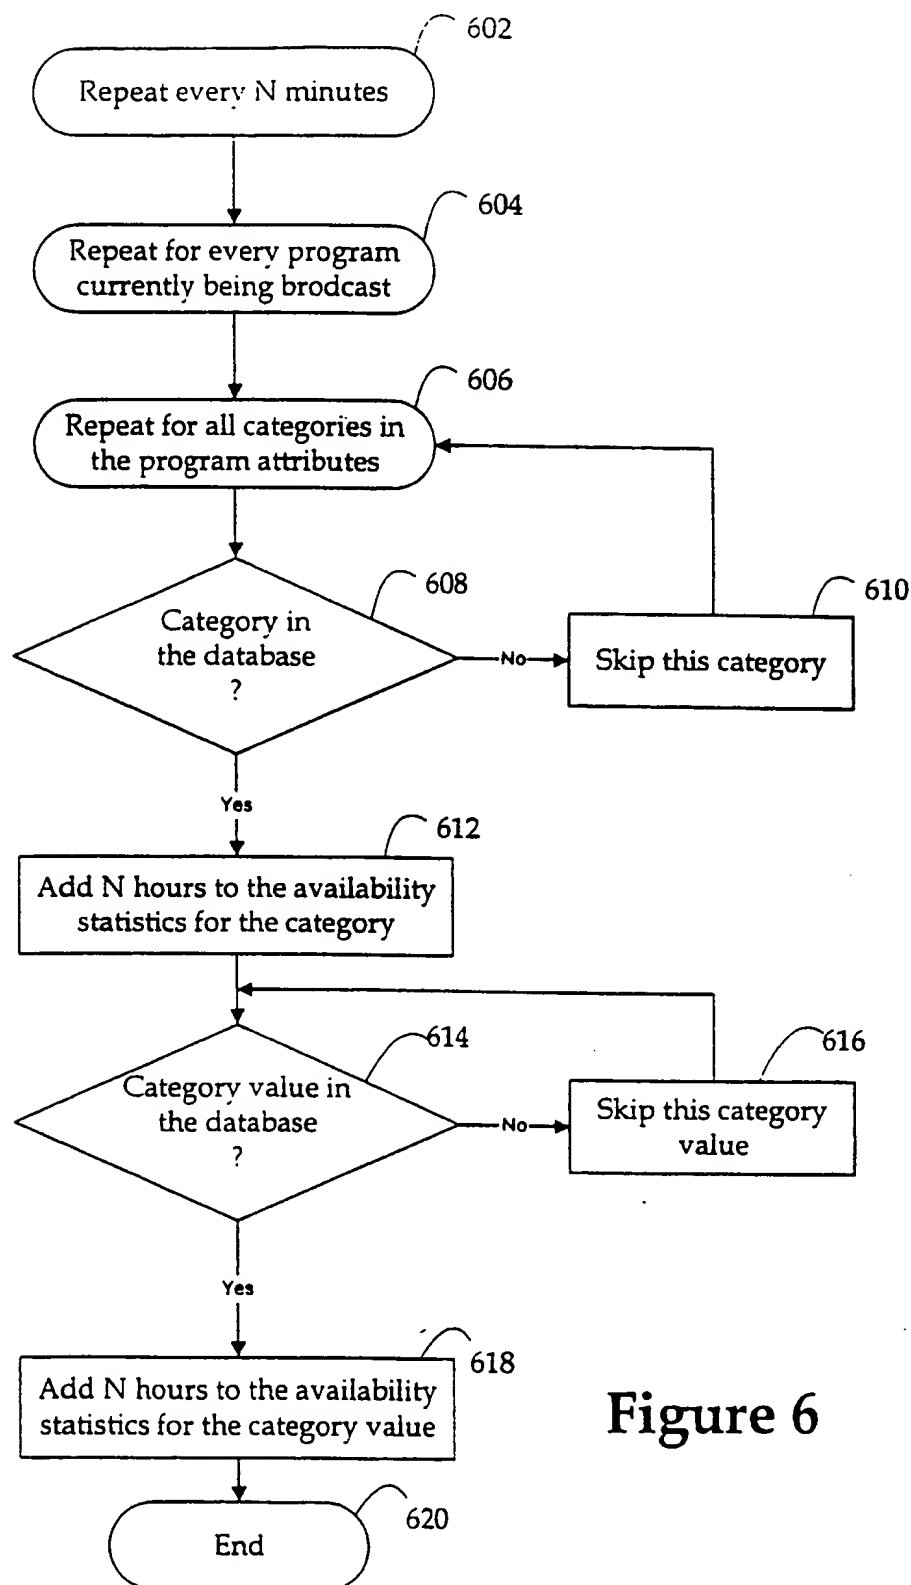 602
Repeat every N minutes
604
Repeat for every program
currently being brodcast
606
Repeat for all categories in
the program attributes
608
Category in
the database
?
No
610
Skip this category
Yes
612
Add N hours to the availability
statistics for the category
614
Category value in
the database
?
No
616
Skip this category
value
Yes
618
Add N hours to the availability
statistics for the category value
Figure 6
620
End